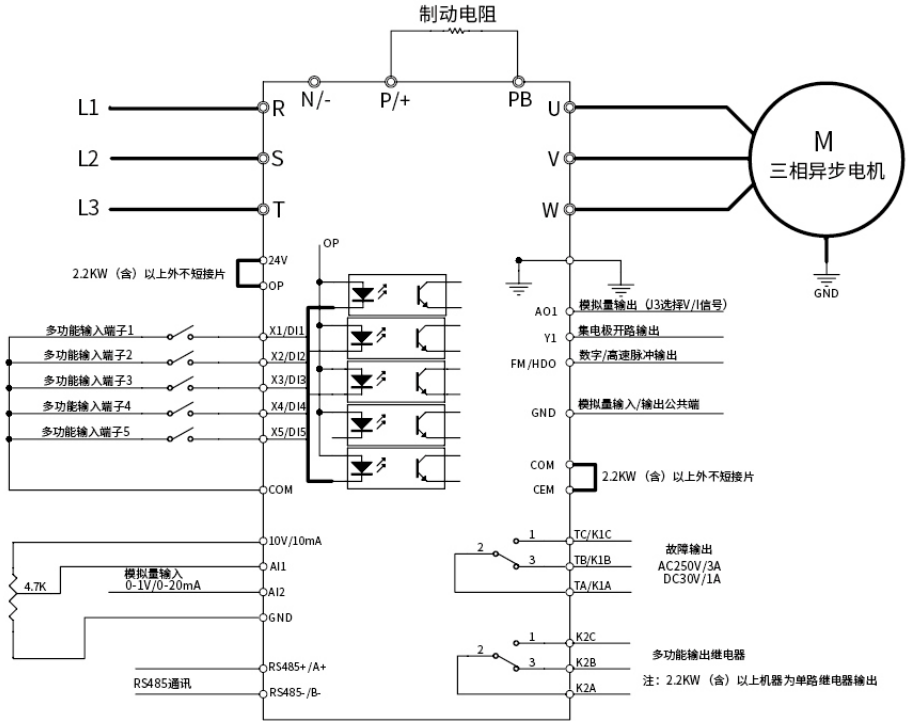 制动电阻
N/-
P/+
PB
L1
R
U
L2
S
V
M
三相异步电机
L3
T
W
GND
2.2KW（含）以上外不短接片
24V
OP
OP
多功能输入端子1
X1/DI1
多功能输入端子2
X2/DI2
多功能输入端子3
X3/DI3
多功能输入端子4
X4/DI4
多功能输入端子5
X5/DI5
COM
AO1
模拟量输出（J3选择V/I信号）
Y1
集电极开路输出
FM/HDO
数字/高速脉冲输出
GND
模拟量输入/输出公共端
COM
CEM
2.2KW（含）以上外不短接片
10V/10mA
4.7K
AI1
模拟量输入
0-1V/0-20mA
AI2
GND
RS485通讯
RS485+/A+
RS485-/B-
1
2
3
TC/K1C
TB/K1B
TA/K1A
故障输出
AC250V/3A
DC30V/1A
1
2
3
K2C
K2B
K2A
多功能输出继电器
注：2.2KW（含）以上机器为单路继电器输出